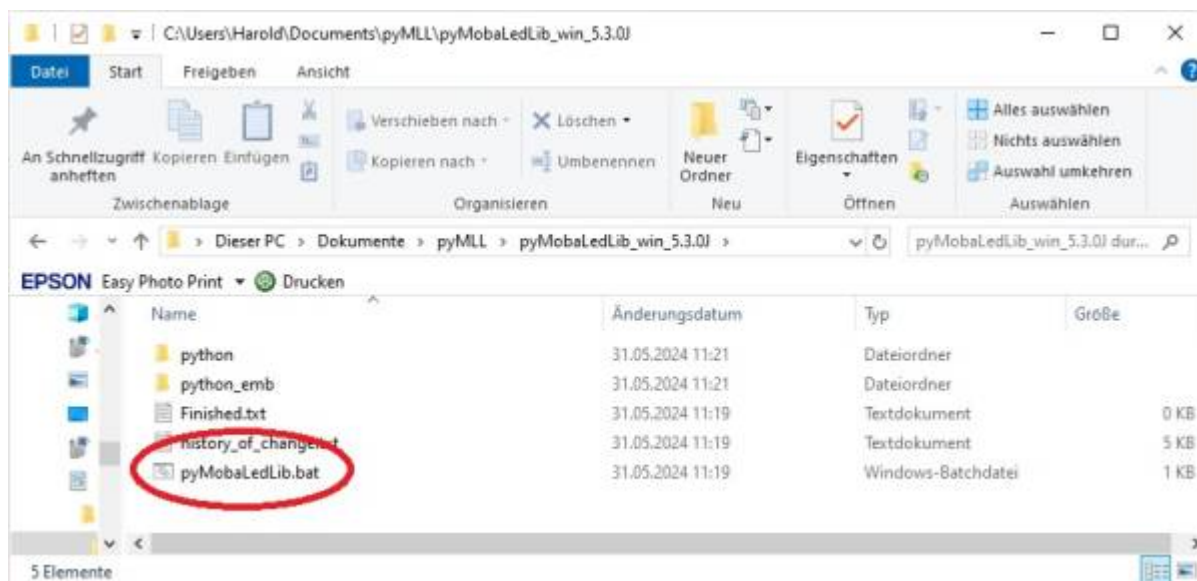 C:\Users\Harold\Documents\pyMLL\pyMobaLedLib_win_5.3.0J
Datei Start Freigeben Ansicht
An Schnellzugriff anheften Kopieren Einfügen
Verschieben nach Löschen
Kopieren nach Umbenennen
Neuer Ordner
Eigenschaften
Alles auswählen
Nichts auswählen
Auswahl umkehren
Zwischenablage Organisieren Neu Öffnen Auswählen
Dieser PC > Dokumente > pyMLL > pyMobaLedLib_win_5.3.0J > pyMobaLedLib_win_5.3.0J dur...
EPSON Easy Photo Print Drucken
Name Änderungsdatum Typ Größe
python 31.05.2024 11:21 Dateiordner
python_emb 31.05.2024 11:21 Dateiordner
Finished.txt 31.05.2024 11:19 Textdokument 0 KB
31.05.2024 11:19 Textdokument 5 KB
pyMobaLedLib.bat 31.05.2024 11:19 Windows-Batchdatei 1 KB
5 Elemente